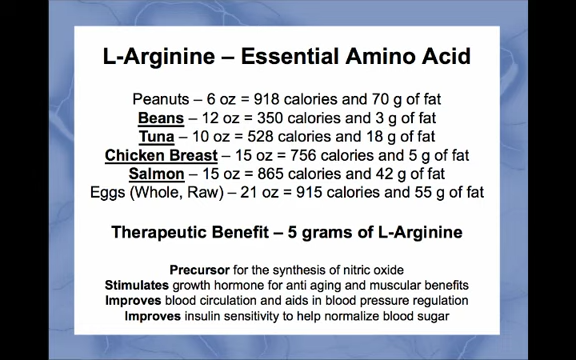 L-Arginine – Essential Amino Acid
Peanuts – 6 oz = 918 calories and 70 g of fat
Beans – 12 oz = 350 calories and 3 g of fat
Tuna – 10 oz = 528 calories and 18 g of fat
Chicken Breast – 15 oz = 756 calories and 5 g of fat
Salmon – 15 oz = 865 calories and 42 g of fat
Eggs (Whole, Raw) – 21 oz = 915 calories and 55 g of fat
Therapeutic Benefit – 5 grams of L-Arginine
Precursor for the synthesis of nitric oxide
Stimulates growth hormone for anti aging and muscular benefits
Improves blood circulation and aids in blood pressure regulation
Improves insulin sensitivity to help normalize blood sugar